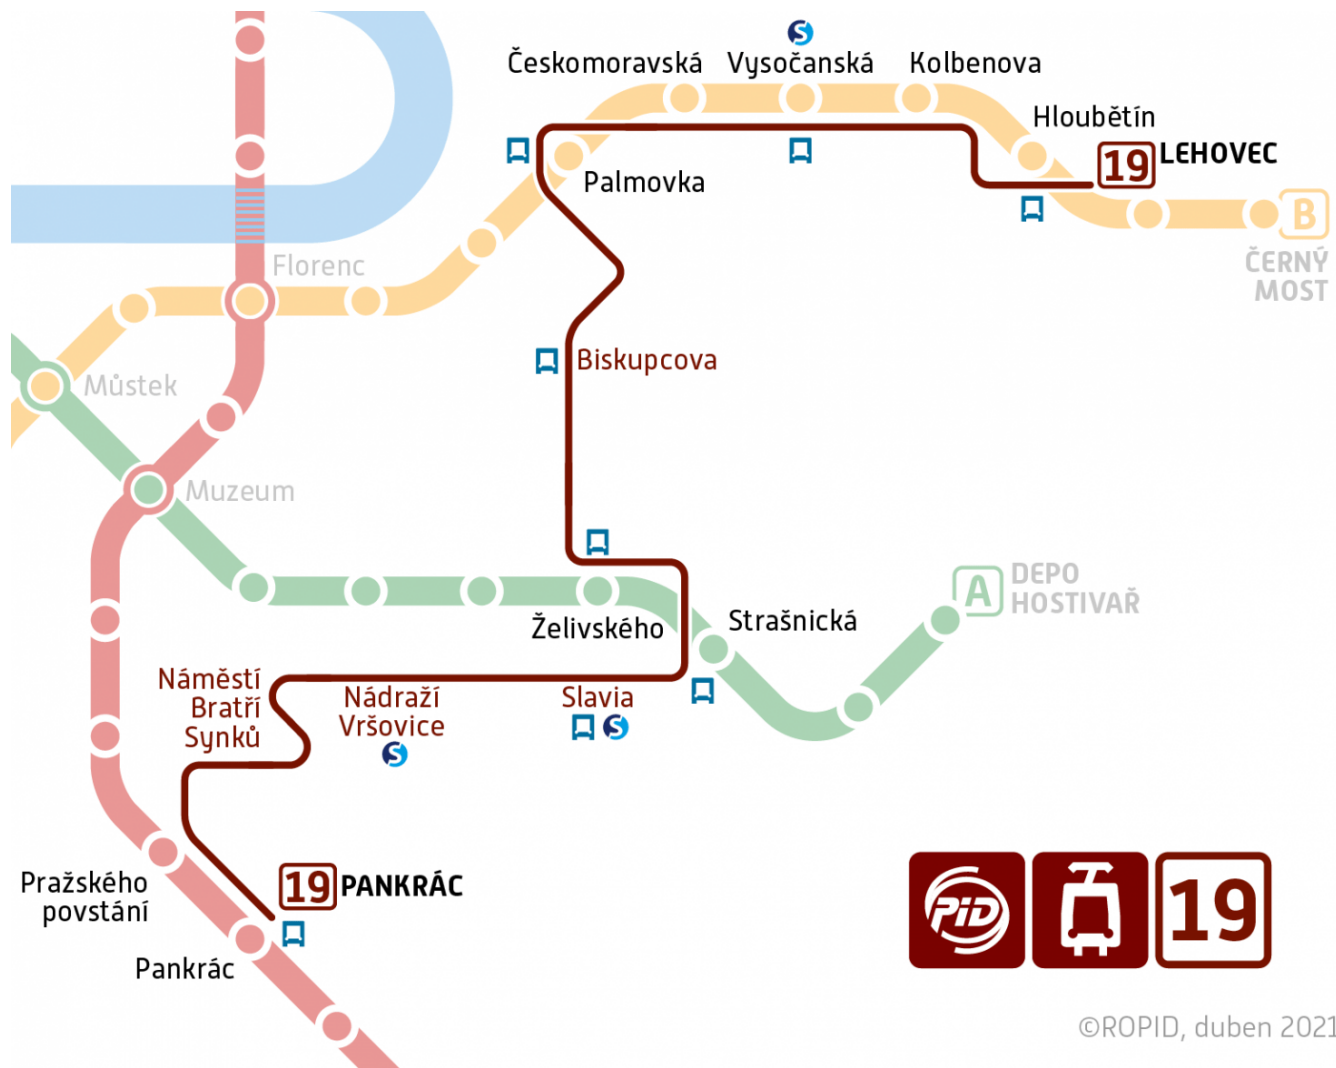 Českomoravská
Vysočanská
Kolbenova
Hloubětín
19 LEHOVEC
Palmovka
B
ČERNÝ
MOST
Florenc
Biskupcova
Můstek
Muzeum
A DEPO
HOSTIVAŘ
Želivského
Strašnická
Náměstí
Bratří
Synků
Nádraží
Vršovice
S
Slavia
S
S
19 PANKRÁC
Pražského
povstání
Pankrác
PID
19
©ROPID, duben 2021